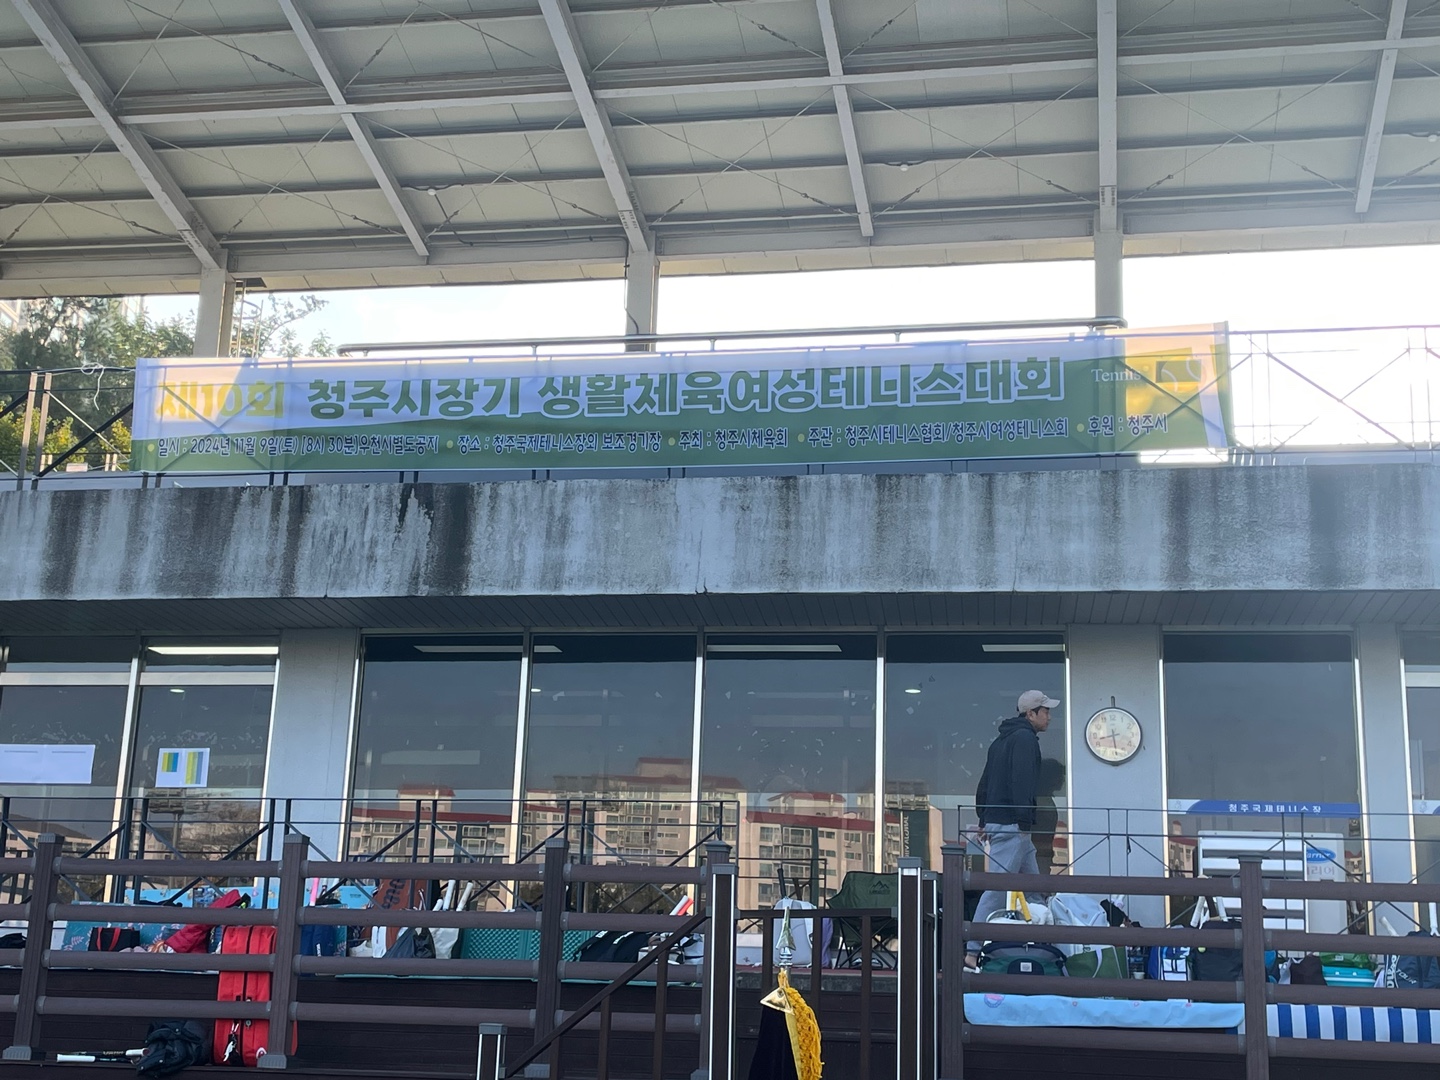 제10회 청주시장기 생활체육여성테니스대회
Tennis
일시 : 2024년 11월 9일(토) [8시 30분]우천시별도공지 ● 장소 : 청주국제테니스장외 보조경기장 ● 주최 : 청주시체육회 ● 주관 : 청주시테니스협회/청주시여성테니스회 ● 후원 : 청주시
청주국제테니스장